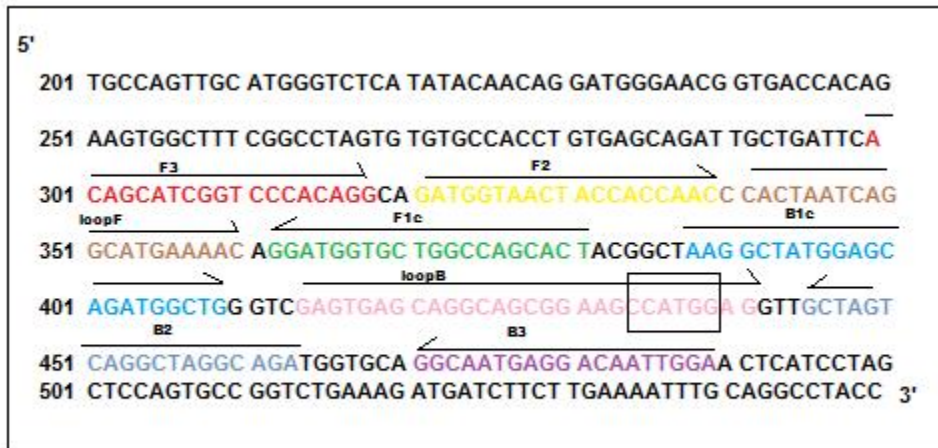 5'
201 TGCCAGTTGC ATGGGTCTCA TATACAACAG GATGGGAACG GTGACCACAG
251 AAGTGGCTTT CGGCCTAGTG TGTGCCACCT GTGAGCAGAT TGCTGATTCA
F3 F2
301 CAGCATCGGT CCCACAGGCA GATGGTAACT ACCACCAACC CACTAATCAG
loopF F1c B1c
351 GCATGAAAAC AGGATGGTGC TGGCCAGCAC TACGGCTAAG GCTATGGAGC
loopB
401 AGATGGCTGG GTCGAGTGAG CAGGCAGCGG AAGCCATGGA GGTTGCTAGT
B2 B3
451 CAGGCTAGGC AGATGGTGCA GGCAATGAGG ACAATTGGAA CTCATCCTAG
501 CTCCAGTGCC GGTCTGAAAG ATGATCTTCT TGAAAATTTG CAGGCCTACC 3'